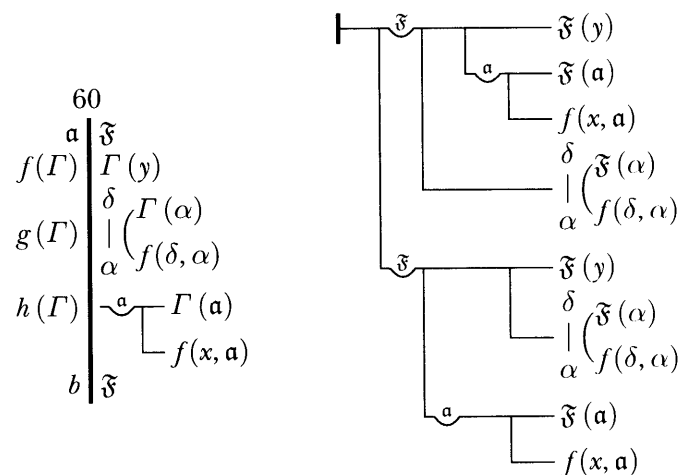 60
𝔞 𝔉
f(Γ) Γ(y)
g(Γ) δ α Γ(α) f(δ, α)
h(Γ) 𝔞 Γ(𝔞)
f(x, 𝔞)
b 𝔉
𝔉 𝔉(y)
𝔞 𝔉(𝔞)
f(x, 𝔞)
δ 𝔉(α)
α f(δ, α)
𝔉 𝔉(y)
δ 𝔉(α)
α f(δ, α)
𝔞 𝔉(𝔞)
f(x, 𝔞)